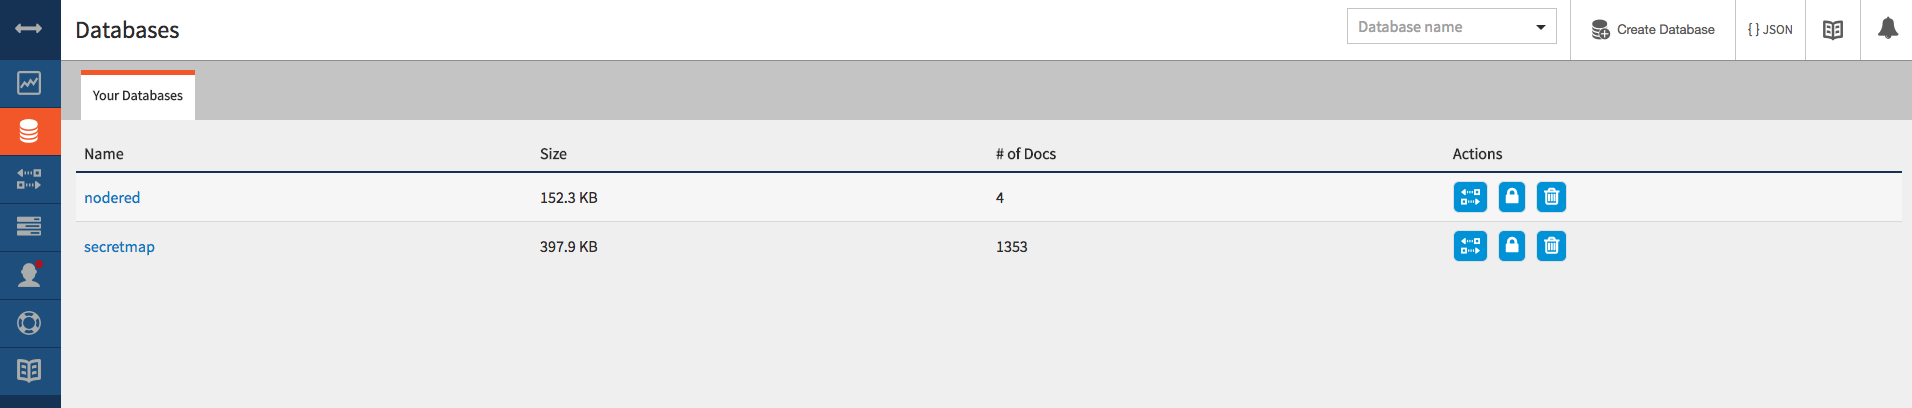 Databases
Database name
Create Database
{ } JSON
Your Databases
Name Size # of Docs Actions
nodered 152.3 KB 4
secretmap 397.9 KB 1353